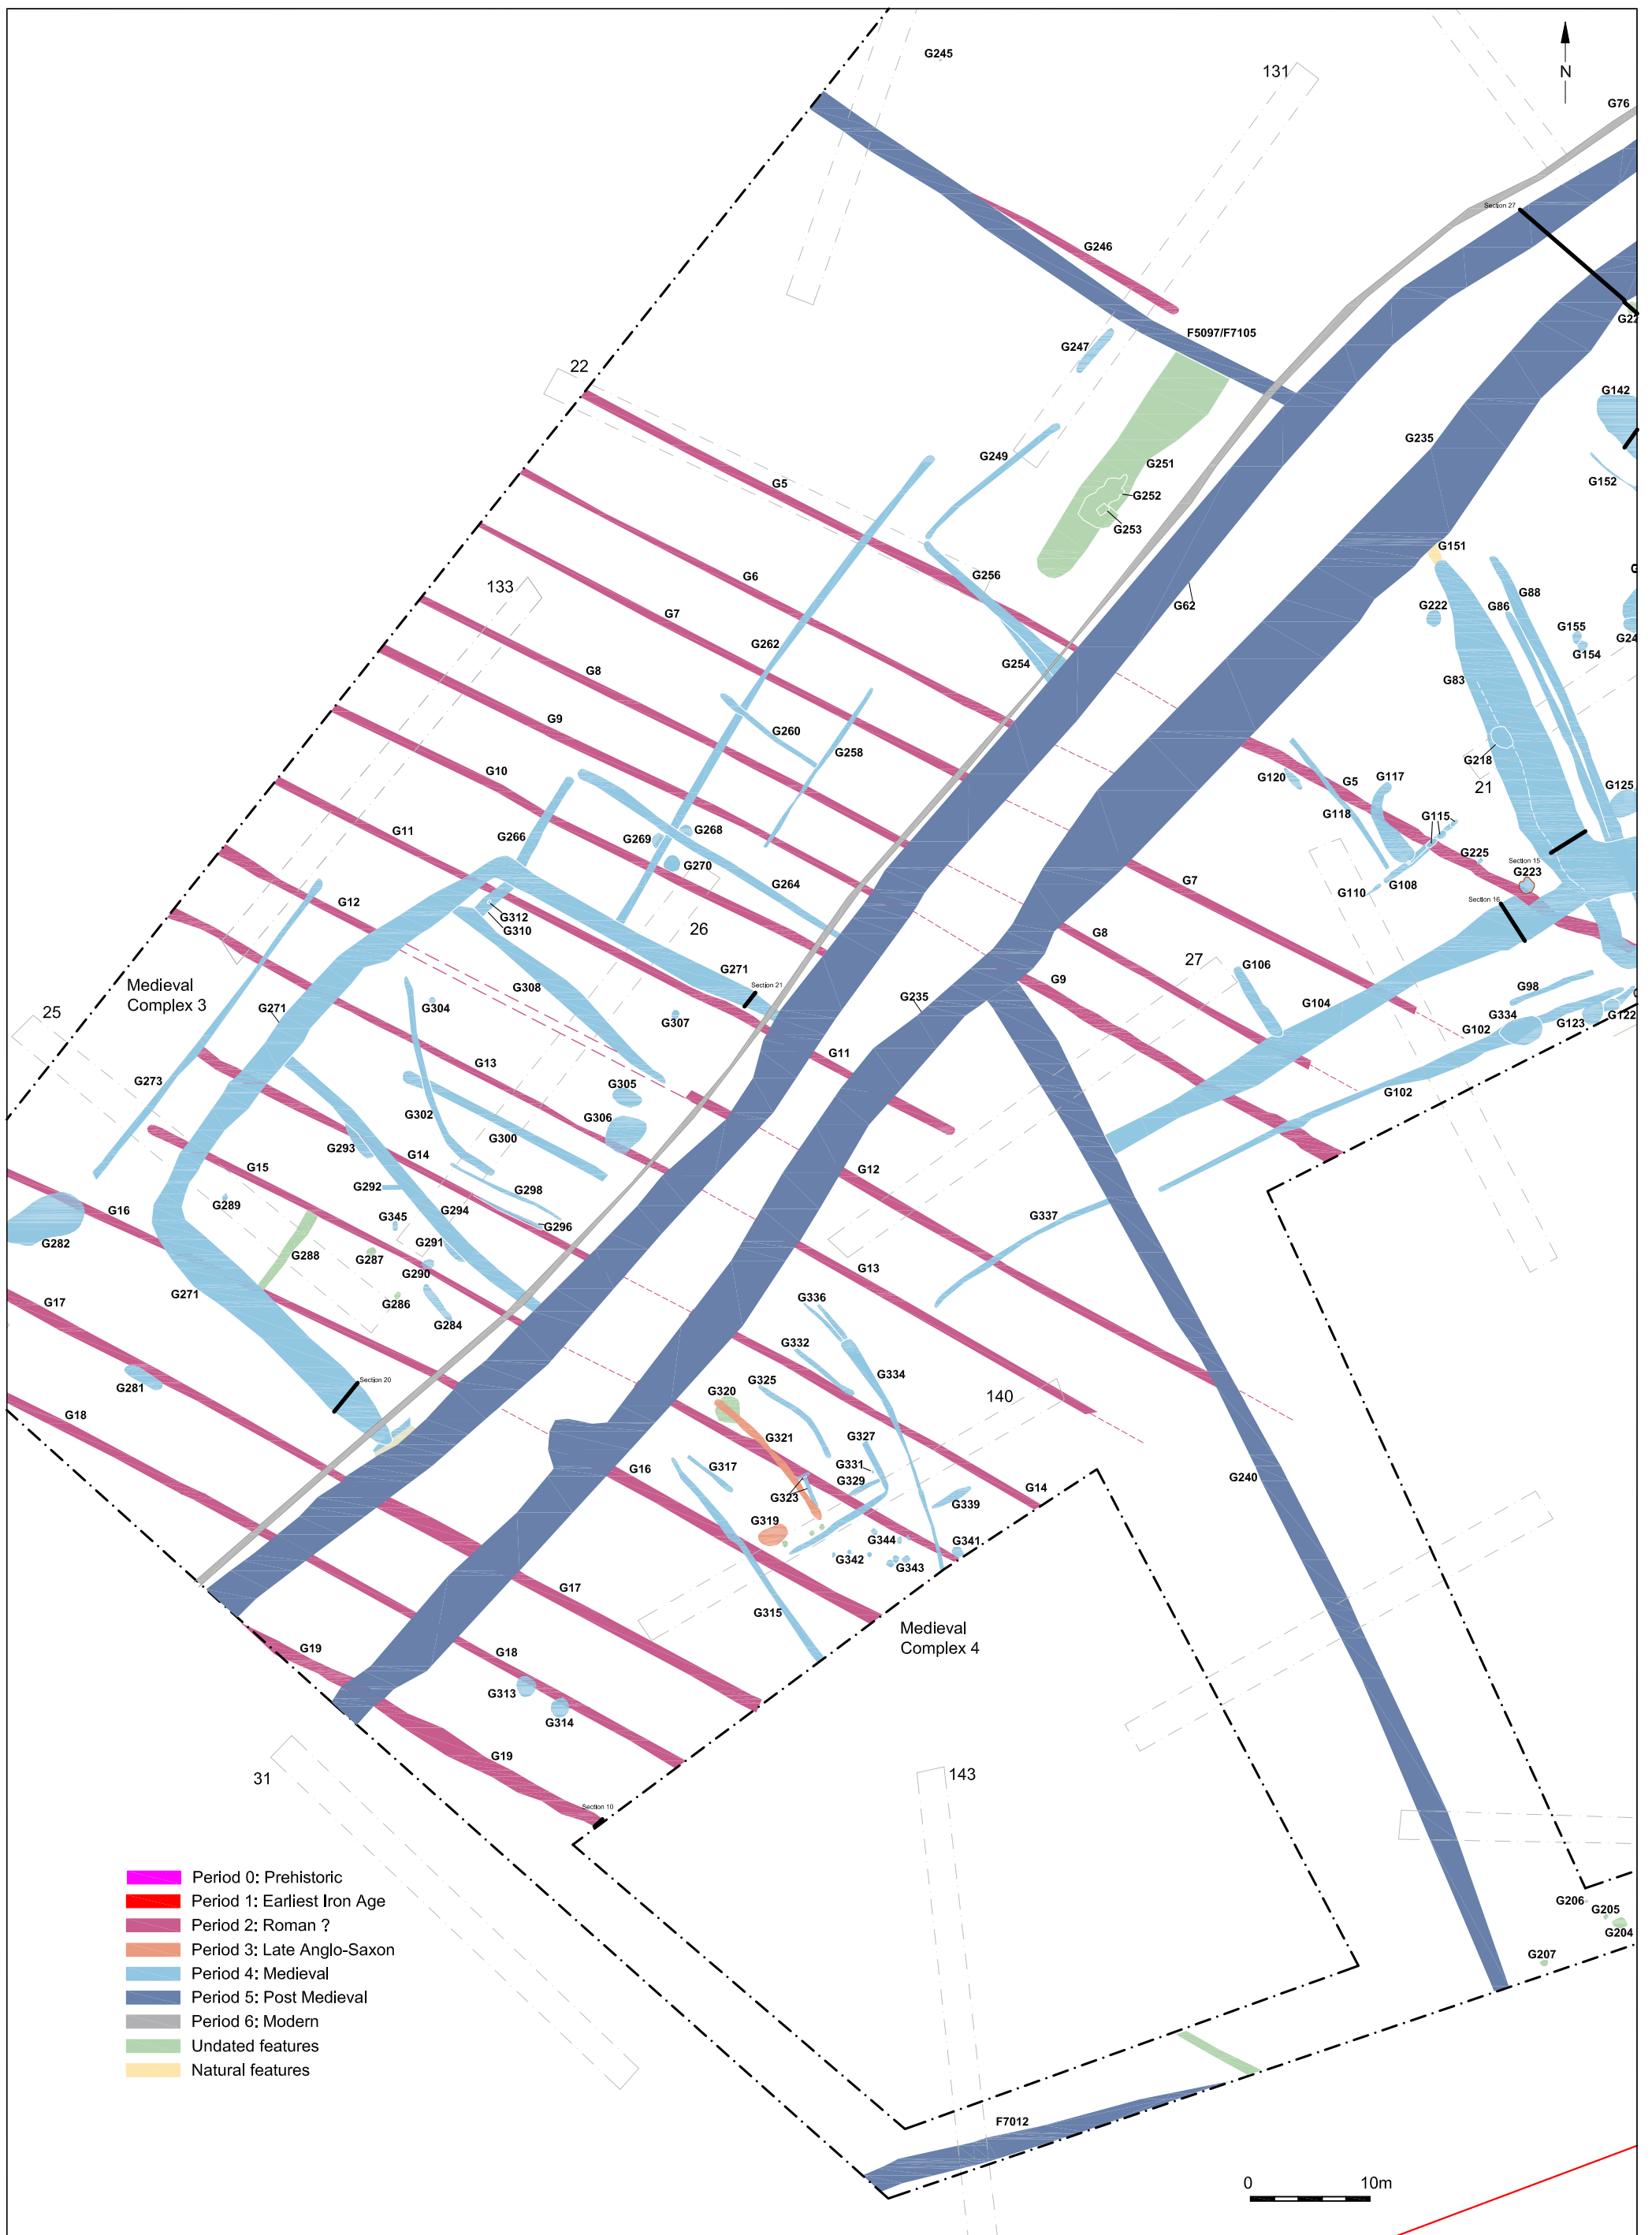 G245
131
N
G76
Section 27
G246
G22
F5097/F7105
G247
22
G142
G235
G249
G251
G5
G252
G152
G253
G151
G256
G6
133
G88
G62
G86
G7
G222
G155
G24
G262
G154
G8
G254
G83
G9
G260
G258
G218
G10
G120
G5
G117
G125
21
G118
G115
G11
G266
G269
G268
G270
G225
Section 15
G223
G264
G7
G108
G110
G12
Section 16
G312
G310
26
G8
27
G106
G271
Section 21
Medieval
Complex 3
G308
G9
G98
G235
G104
G304
G271
25
G307
G334
G123
G122
G102
G11
G13
G273
G305
G102
G302
G306
G300
G293
G14
G15
G12
G292
G298
G289
G16
G294
G345
G337
G296
G282
G291
G288
G287
G13
G290
G271
G286
G17
G336
G284
G332
G334
G325
Section 20
G281
G320
140
G18
G321
G327
G331
G317
G16
G329
G240
G14
G323
G339
G319
G344
G341
G342
G343
G17
G315
Medieval
Complex 4
G19
G18
G313
G314
G19
31
143
Section 10
Period 0: Prehistoric
Period 1: Earliest Iron Age
G206
G205
Period 2: Roman ?
G204
Period 3: Late Anglo-Saxon
G207
Period 4: Medieval
Period 5: Post Medieval
Period 6: Modern
Undated features
Natural features
F7012
0 10m